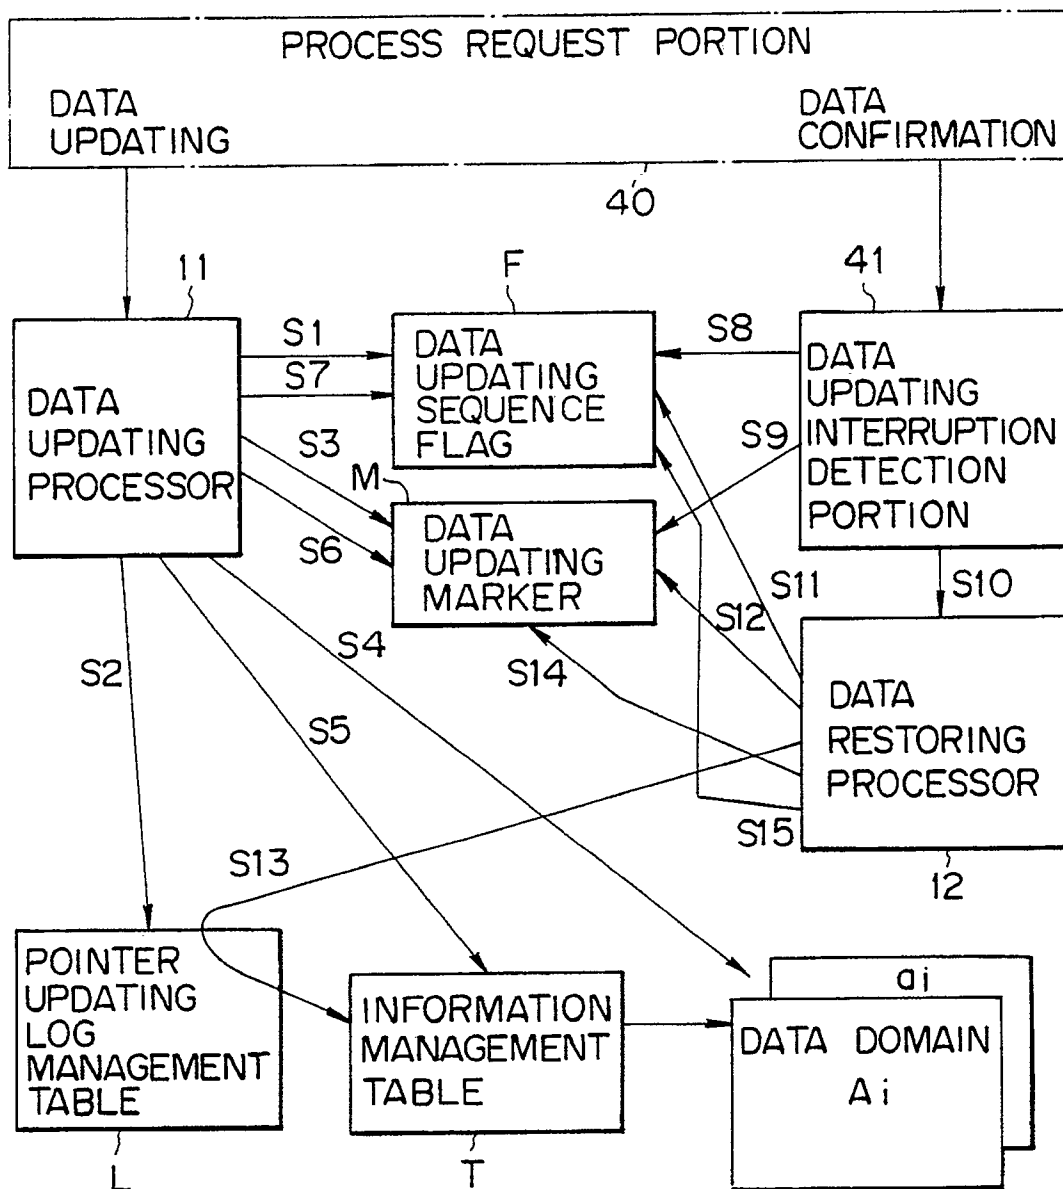 PROCESS REQUEST PORTION
DATA
UPDATING
DATA
CONFIRMATION
40
11
F
41
S1
S7
S3
S6
S8
S9
DATA
UPDATING
PROCESSOR
DATA
UPDATING
SEQUENCE
FLAG
DATA
UPDATING
INTERRUPTION
DETECTION
PORTION
M
DATA
UPDATING
MARKER
S11
S10
S12
S2
S4
S14
S5
DATA
RESTORING
PROCESSOR
S15
S13
12
POINTER
UPDATING
LOG
MANAGEMENT
TABLE
INFORMATION
MANAGEMENT
TABLE
ai
DATA DOMAIN
Ai
L
T